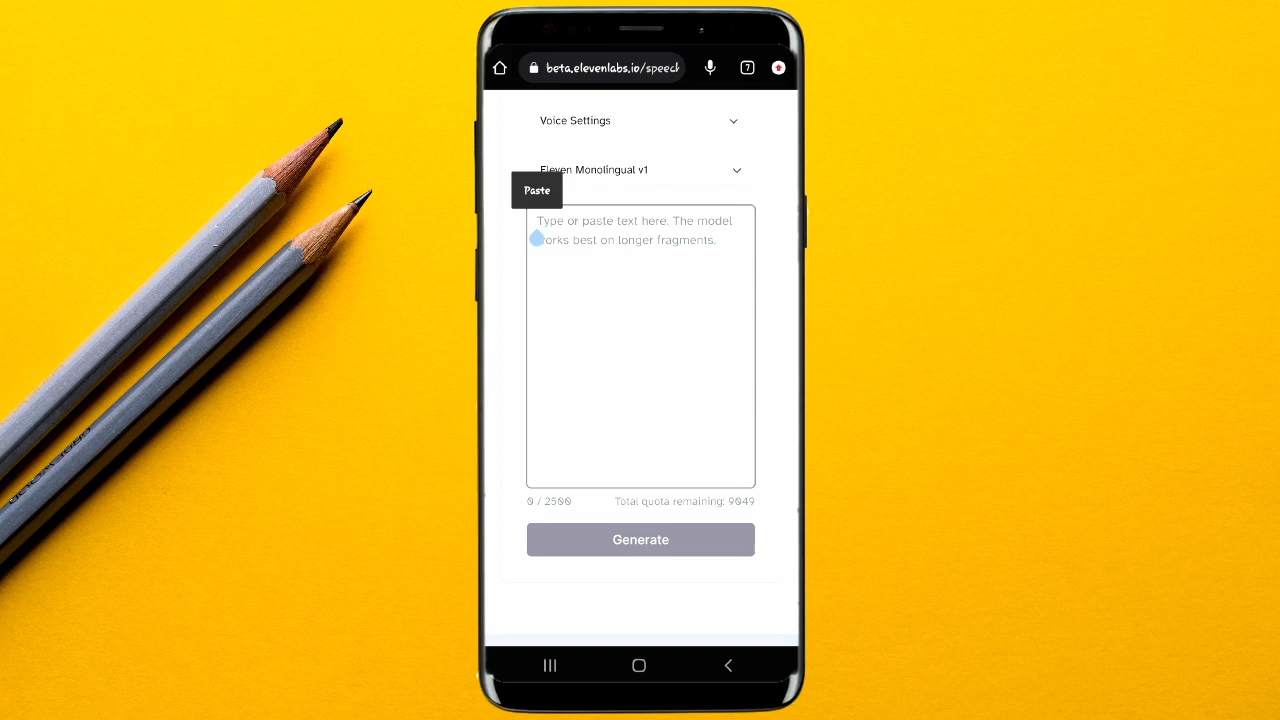 beta.elevenlabs.io/speech
7
Voice Settings
Eleven Monolingual v1
Paste
Type or paste text here. The model
orks best on longer fragments.
0 / 2500
Total quota remaining: 9049
Generate